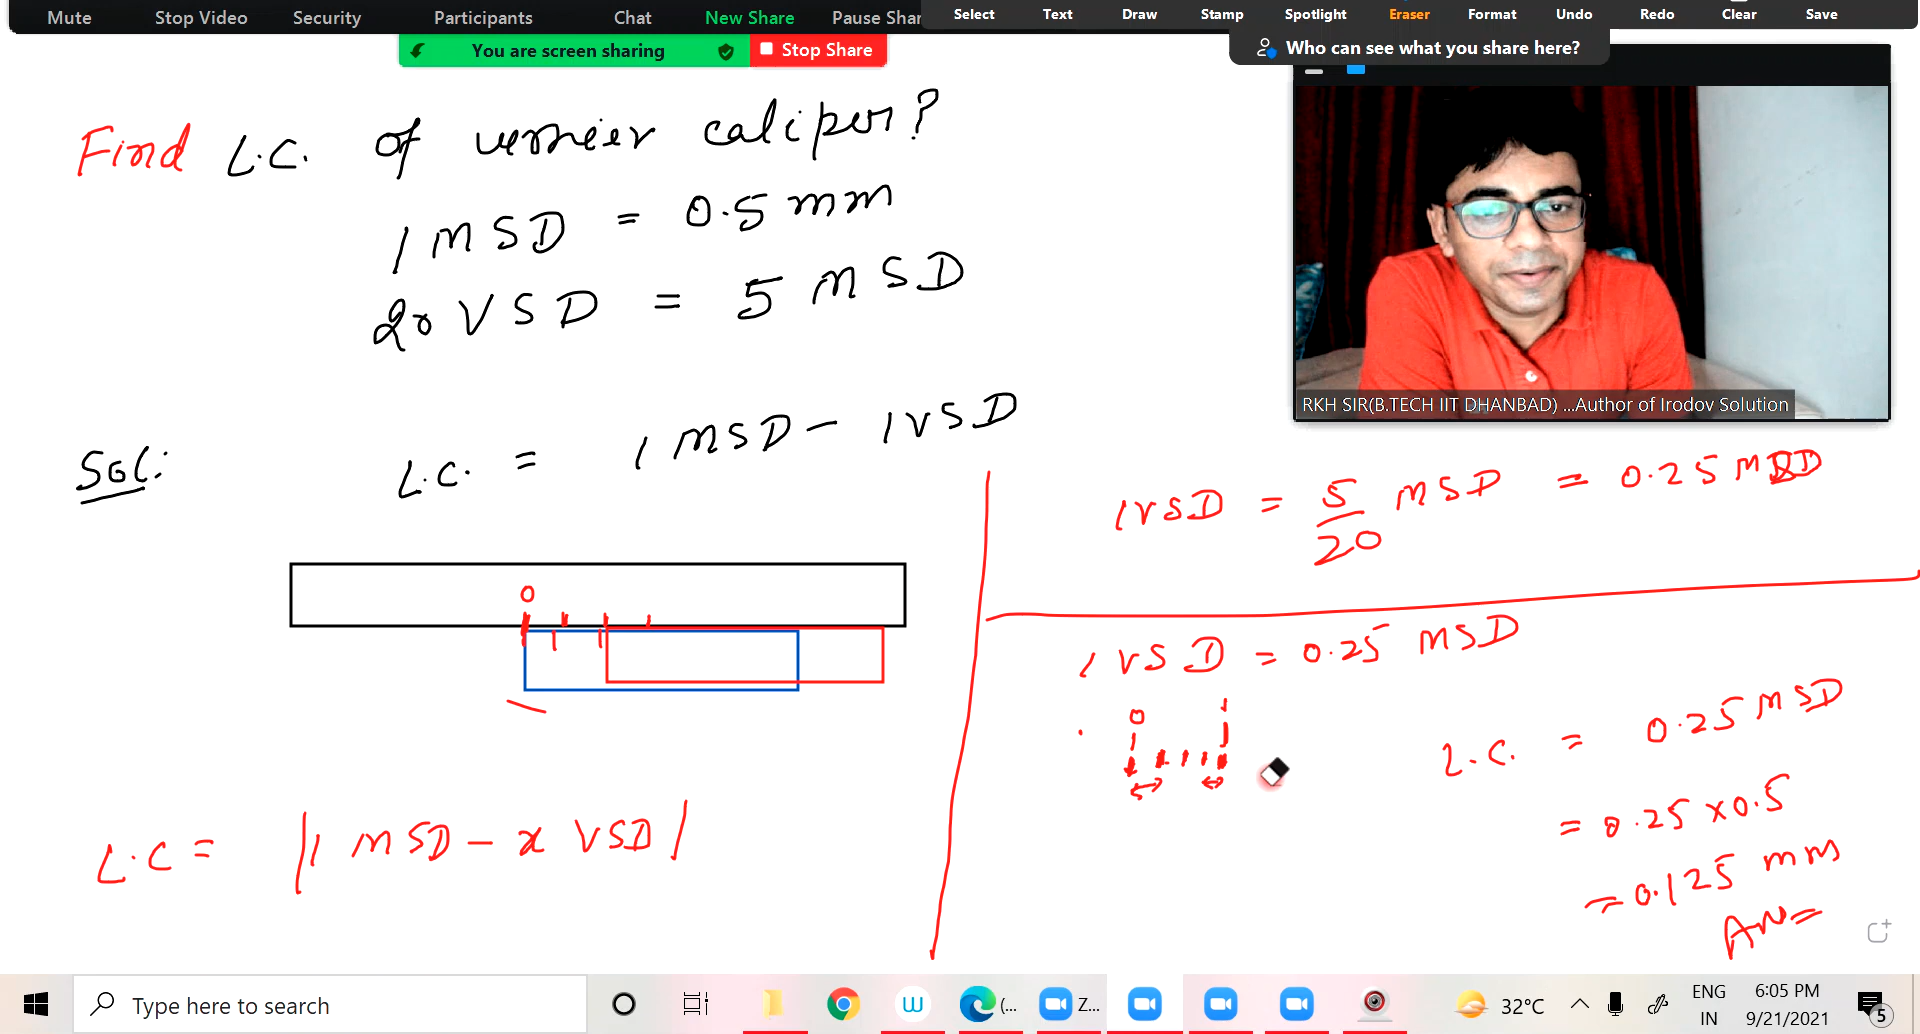 Mute Stop Video Security Participants Chat New Share Pause Shar Select Text Draw Stamp Spotlight Eraser Format Undo Redo Clear Save
You are screen sharing Stop Share
Who can see what you share here?
Find L.C. of vernier caliper?
1 MSD = 0.5 mm
20 VSD = 5 MSD
RKH SIR(B.TECH IIT DHANBAD) ...Author of Irodov Solution
Sol: L.C. = 1 MSD - 1VSD
0
L.C = |1 MSD - x VSD|
1VSD = 5/20 MSD = 0.25 MSD
1 VSD = 0.25 MSD
0 1
L.C. = 0.25 MSD
= 0.25 x 0.5
= 0.125 mm
Ans
Type here to search
(...
Z...
32°C
ENG
IN
6:05 PM
9/21/2021
5